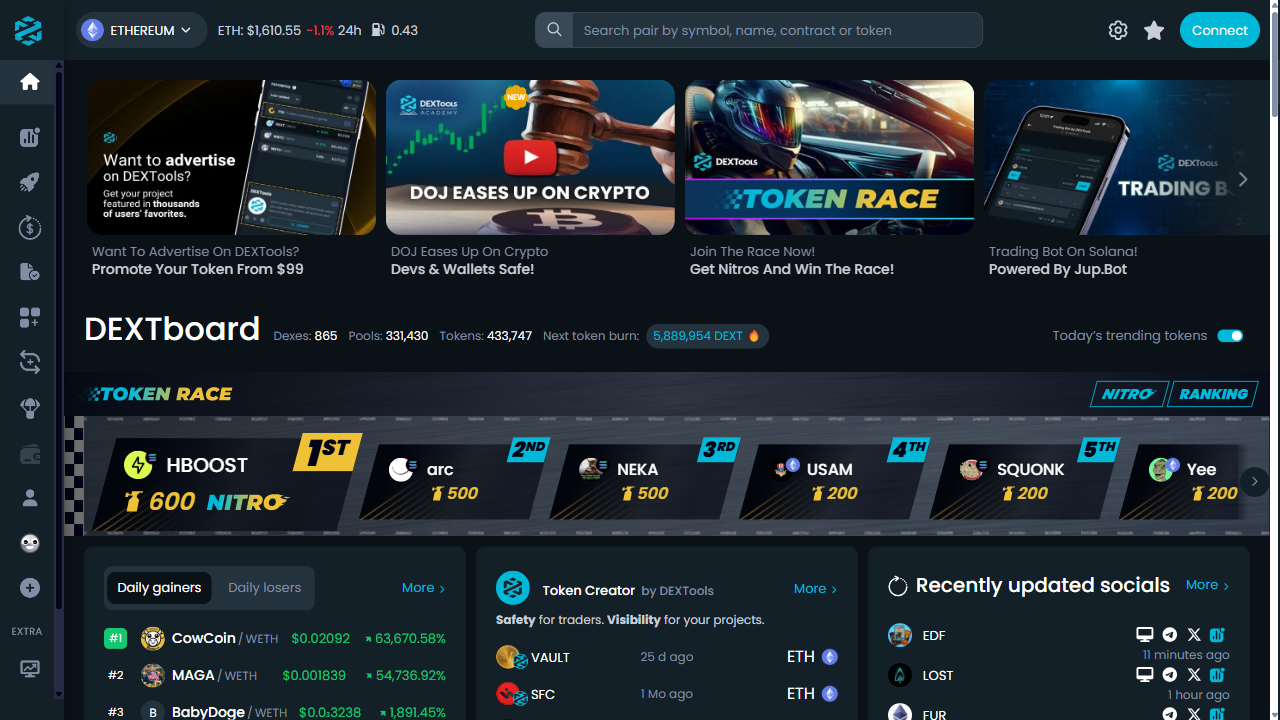 ETHEREUM
ETH: $1,610.55 -1.1% 24h
0.43
Search pair by symbol, name, contract or token
Connect
Want to advertise
on DEXTools?
Get your project
featured in thousands
of users' favorites.
Want To Advertise On DEXTools?
Promote Your Token From $99
DEXTools
ACADEMY
NEW
DOJ EASES UP ON CRYPTO
DOJ Eases Up On Crypto
Devs & Wallets Safe!
DEXTools
TOKEN RACE
Join The Race Now!
Get Nitros And Win The Race!
DEXTools
TRADING B
Trading Bot On Solana!
Powered By Jup.Bot
DEXTboard
Dexes: 865
Pools: 331,430
Tokens: 433,747
Next token burn: 5,889,954 DEXT
Today's trending tokens
TOKEN RACE
NITRO
RANKING
1ST
HBOOST
600 NITRO
2ND
arc
500
3RD
NEKA
500
4TH
USAM
200
5TH
SQUONK
200
Yee
200
Daily gainers
Daily losers
More
#1 CowCoin / WETH $0.02092 63,670.58%
#2 MAGA / WETH $0.001839 54,736.92%
#3 B BabyDoge / WETH $0.0₅3238 1,891.45%
Token Creator by DEXTools
More
Safety for traders. Visibility for your projects.
VAULT 25 d ago ETH
SFC 1 Mo ago ETH
Recently updated socials
More
EDF
11 minutes ago
LOST
1 hour ago
EUR
EXTRA